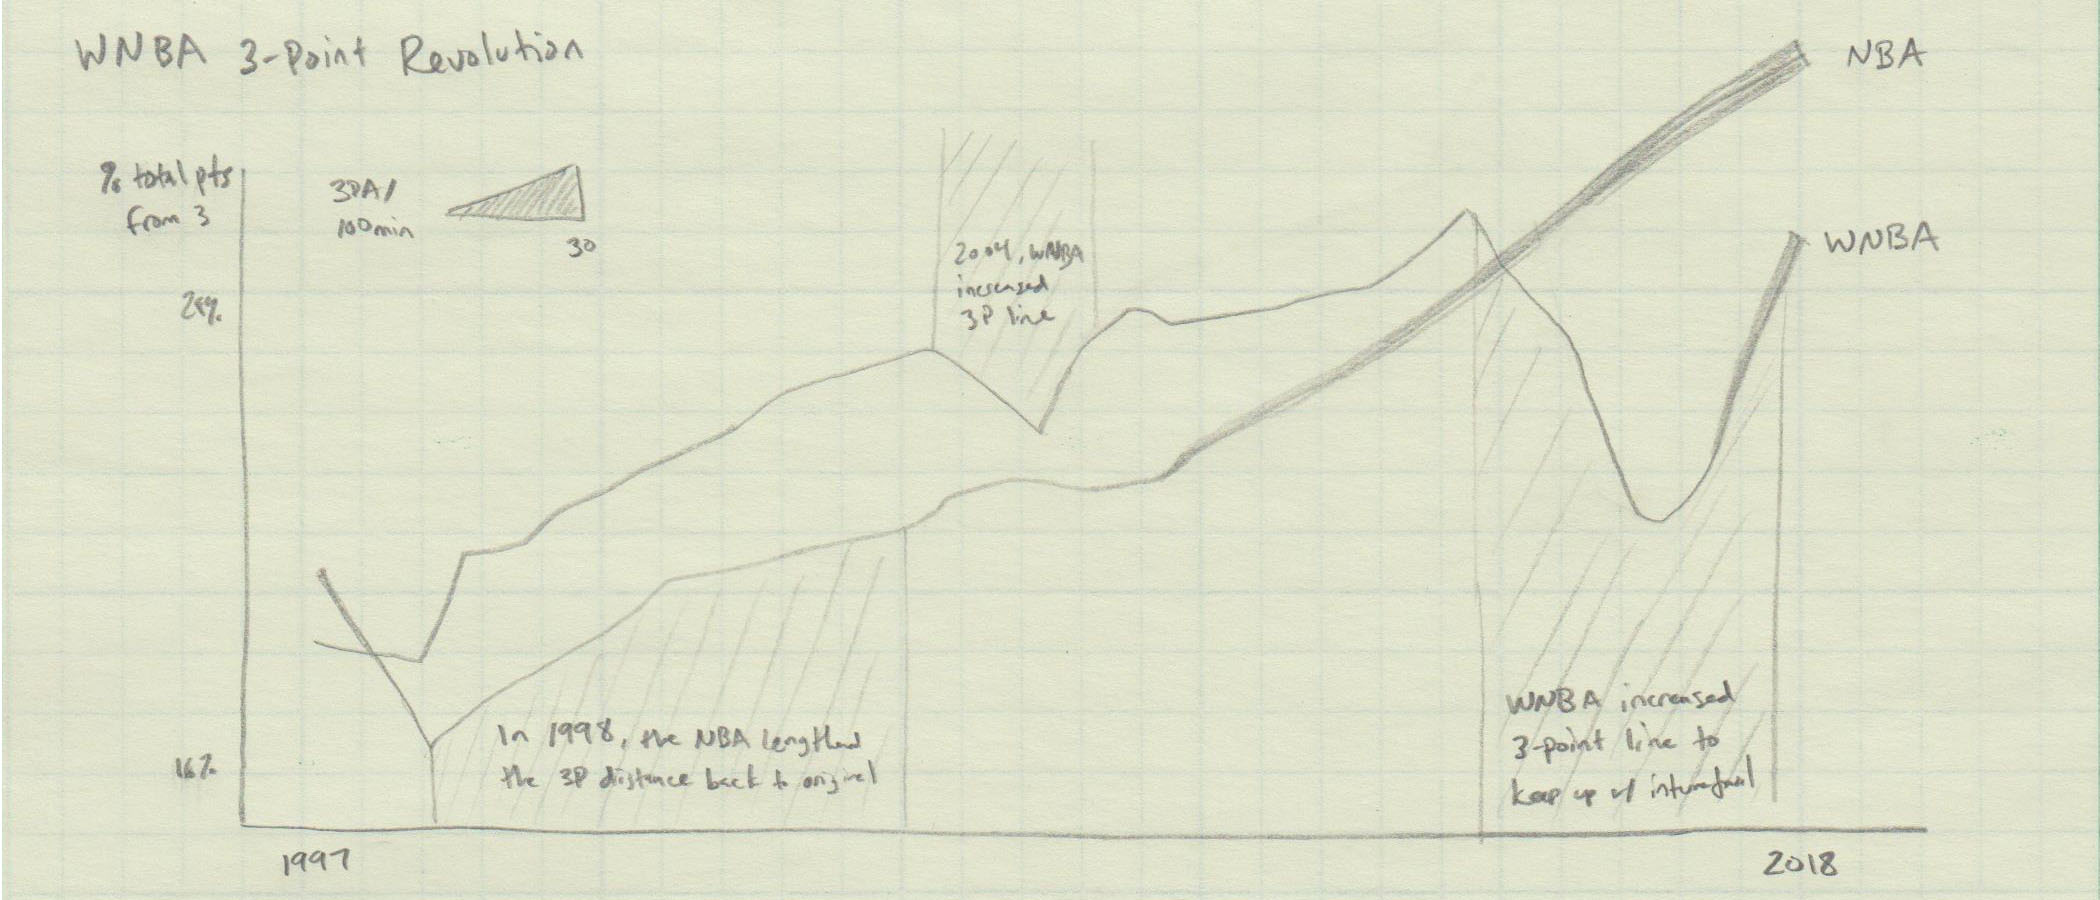 WNBA 3-Point Revolution
NBA
% total pts
from 3
3PA/
100min
30
WNBA
2004, WNBA
increased
3P line
24%
WNBA increased
3-point line to
keep up w/
In 1998, the NBA
the 3P distance back to original
16%
1997
2018